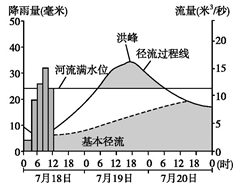 降雨量(毫米) 流量(米³/秒)
40 洪峰 20
径流过程线
30 15
河流满水位
20 10
10 5
基本径流
0 0
0 6 12 18 0 6 12 18 0 6 12 18 0(时)
7月18日 7月19日 7月20日